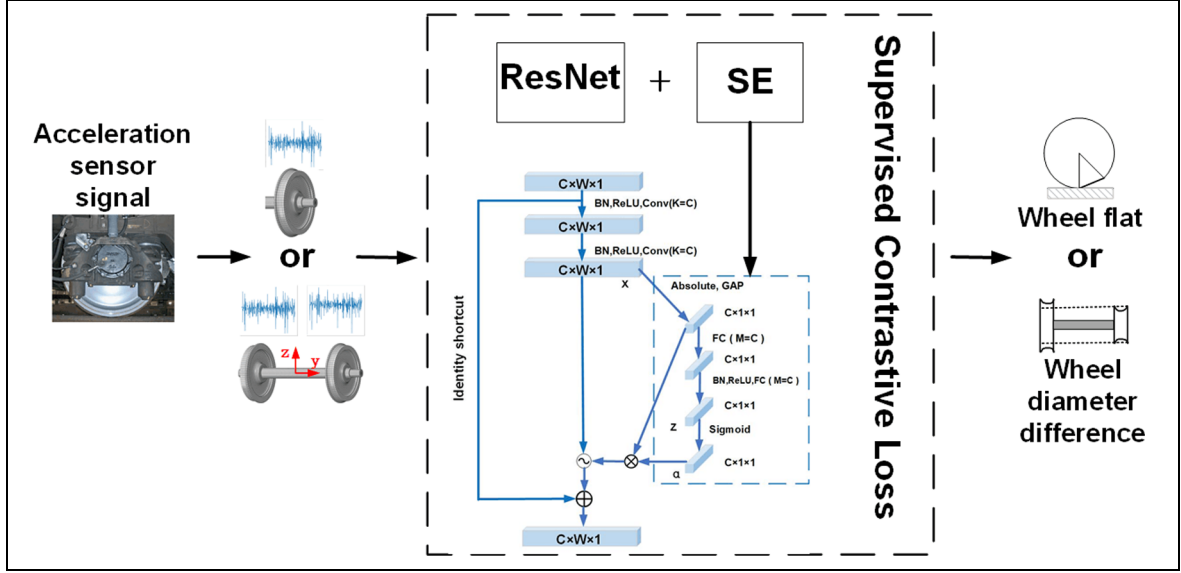 Acceleration
sensor
signal
or
z
y
ResNet
+
SE
C×W×1
BN,ReLU,Conv(K=C)
C×W×1
BN,ReLU,Conv(K=C)
C×W×1
X
Identity shortcut
Absolute, GAP
C×1×1
FC ( M=C )
C×1×1
BN,ReLU,FC ( M=C )
C×1×1
Z
Sigmoid
C×1×1
α
C×W×1
Supervised Contrastive Loss
Wheel flat
or
Wheel
diameter
difference